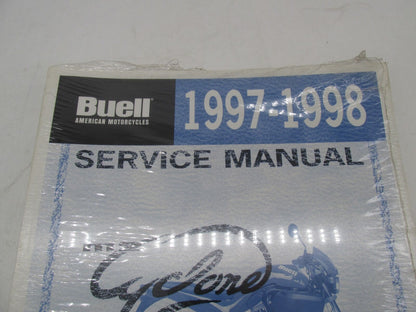 Buell
AMERICAN MOTORCYCLES
1997-1998
SERVICE MANUAL
Cyclone